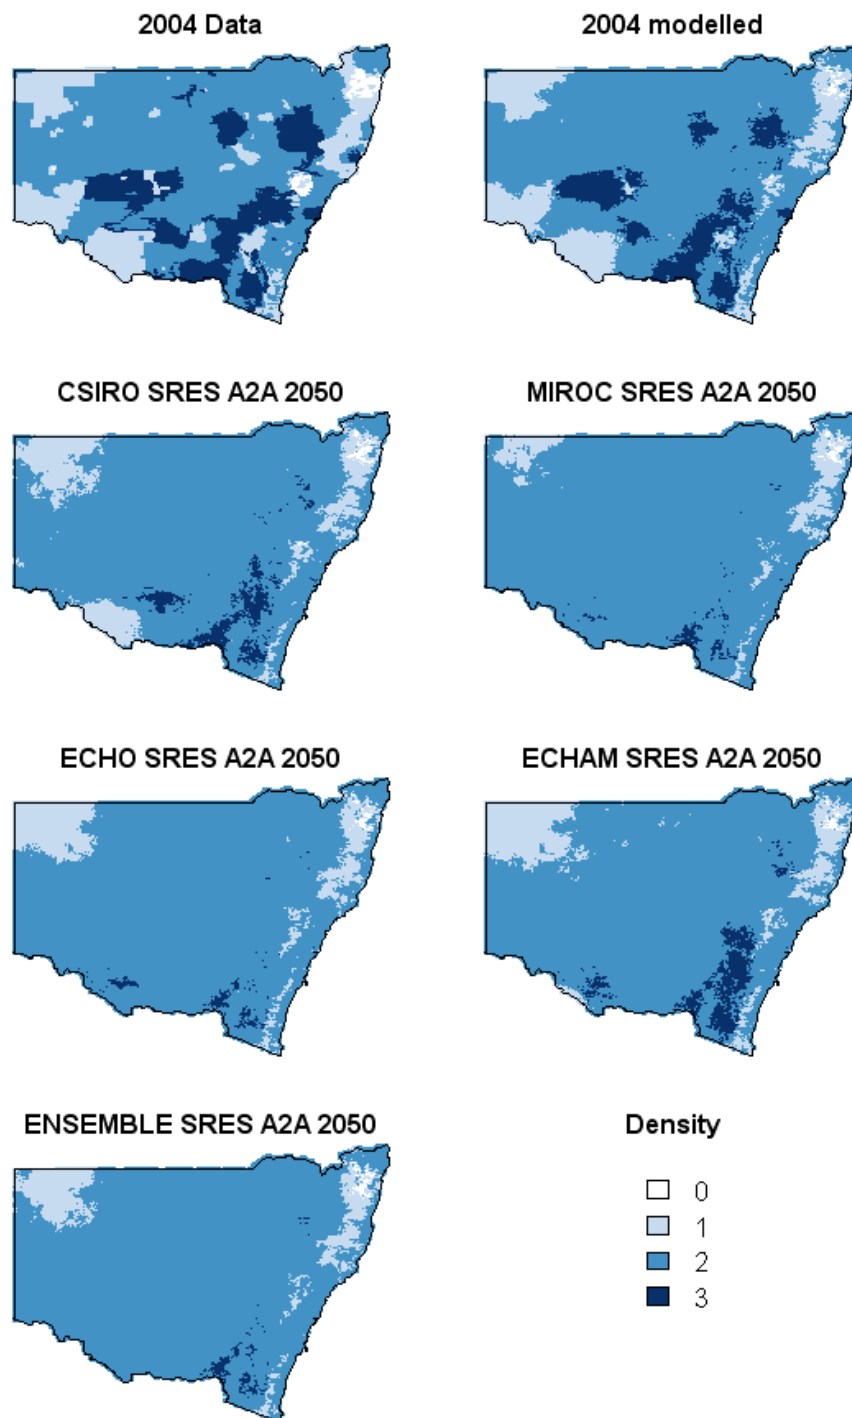 2004 Data
2004 modelled
CSIRO SRES A2A 2050
MIROC SRES A2A 2050
ECHO SRES A2A 2050
ECHAM SRES A2A 2050
ENSEMBLE SRES A2A 2050
Density
0
1
2
3